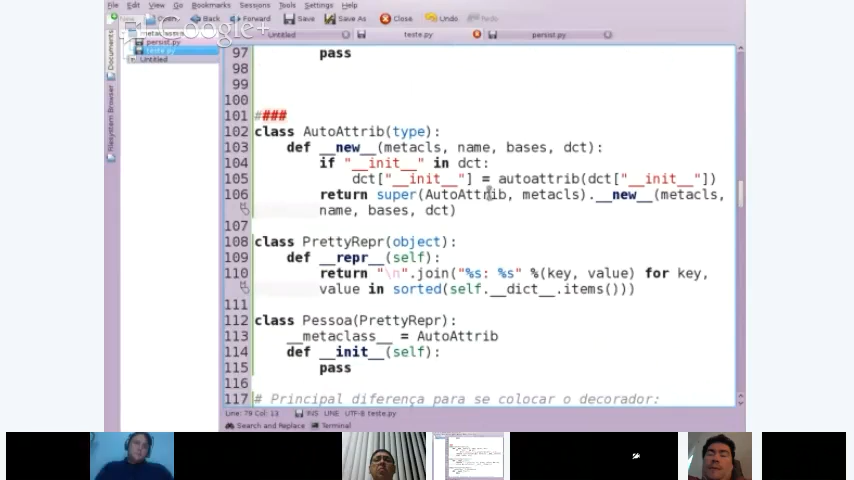 File Edit View Go Bookmarks Sessions Tools Settings Help
New Open Back Forward Save Save As Close Undo Redo
Google+
Documents
Filesystem Browser
persist.py
teste.py
Untitled
Untitled teste.py persist.py
97 pass
98
99
100
101 ####
102 class AutoAttrib(type):
103 def __new__(metacls, name, bases, dct):
104 if "__init__" in dct:
105 dct["__init__"] = autoattrib(dct["__init__"])
106 return super(AutoAttrib, metacls).__new__(metacls,
name, bases, dct)
107
108 class PrettyRepr(object):
109 def __repr__(self):
110 return "\n".join("%s: %s" %(key, value) for key,
value in sorted(self.__dict__.items()))
111
112 class Pessoa(PrettyRepr):
113 __metaclass__ = AutoAttrib
114 def __init__(self):
115 pass
116
117 # Principal diferença para se colocar o decorador:
Line: 79 Col: 13 INS LINE UTF-8 teste.py
Search and Replace Terminal